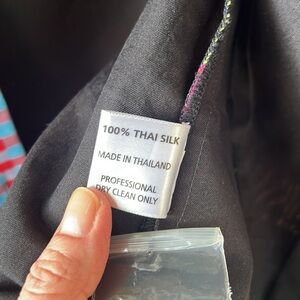 100% THAI SILK
MADE IN THAILAND
PROFESSIONAL
DRY CLEAN ONLY